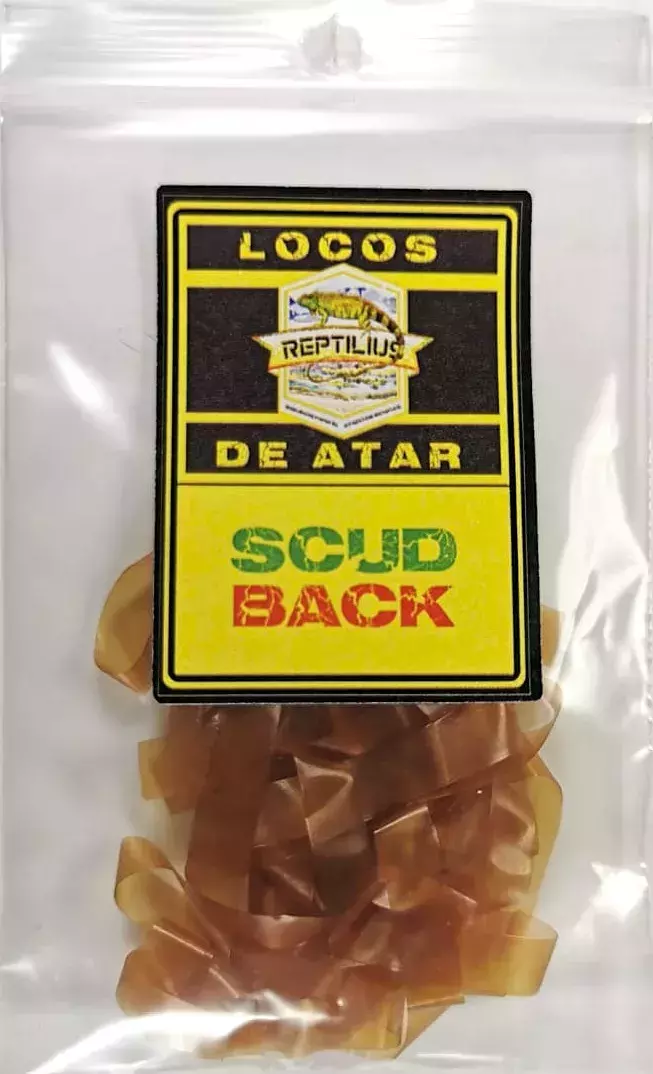 LOCOS
REPTILIUS
DE ATAR
SCUD
BACK